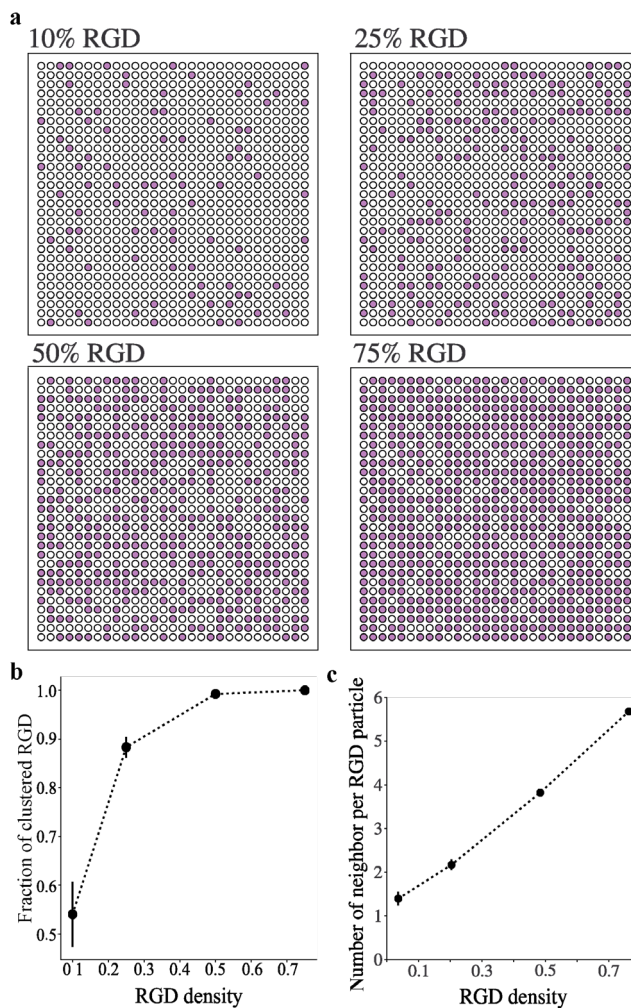 a
10% RGD
25% RGD
50% RGD
75% RGD
b
c
1.0
0.9
0.8
0.7
0.6
0.5
Fraction of clustered RGD
0 1 0.2 0.3 0.4 0.5 0.6 0.7
RGD density
6
5
4
3
2
1
0
Number of neighbor per RGD particle
0.1 0.3 0.5 0.7
RGD density